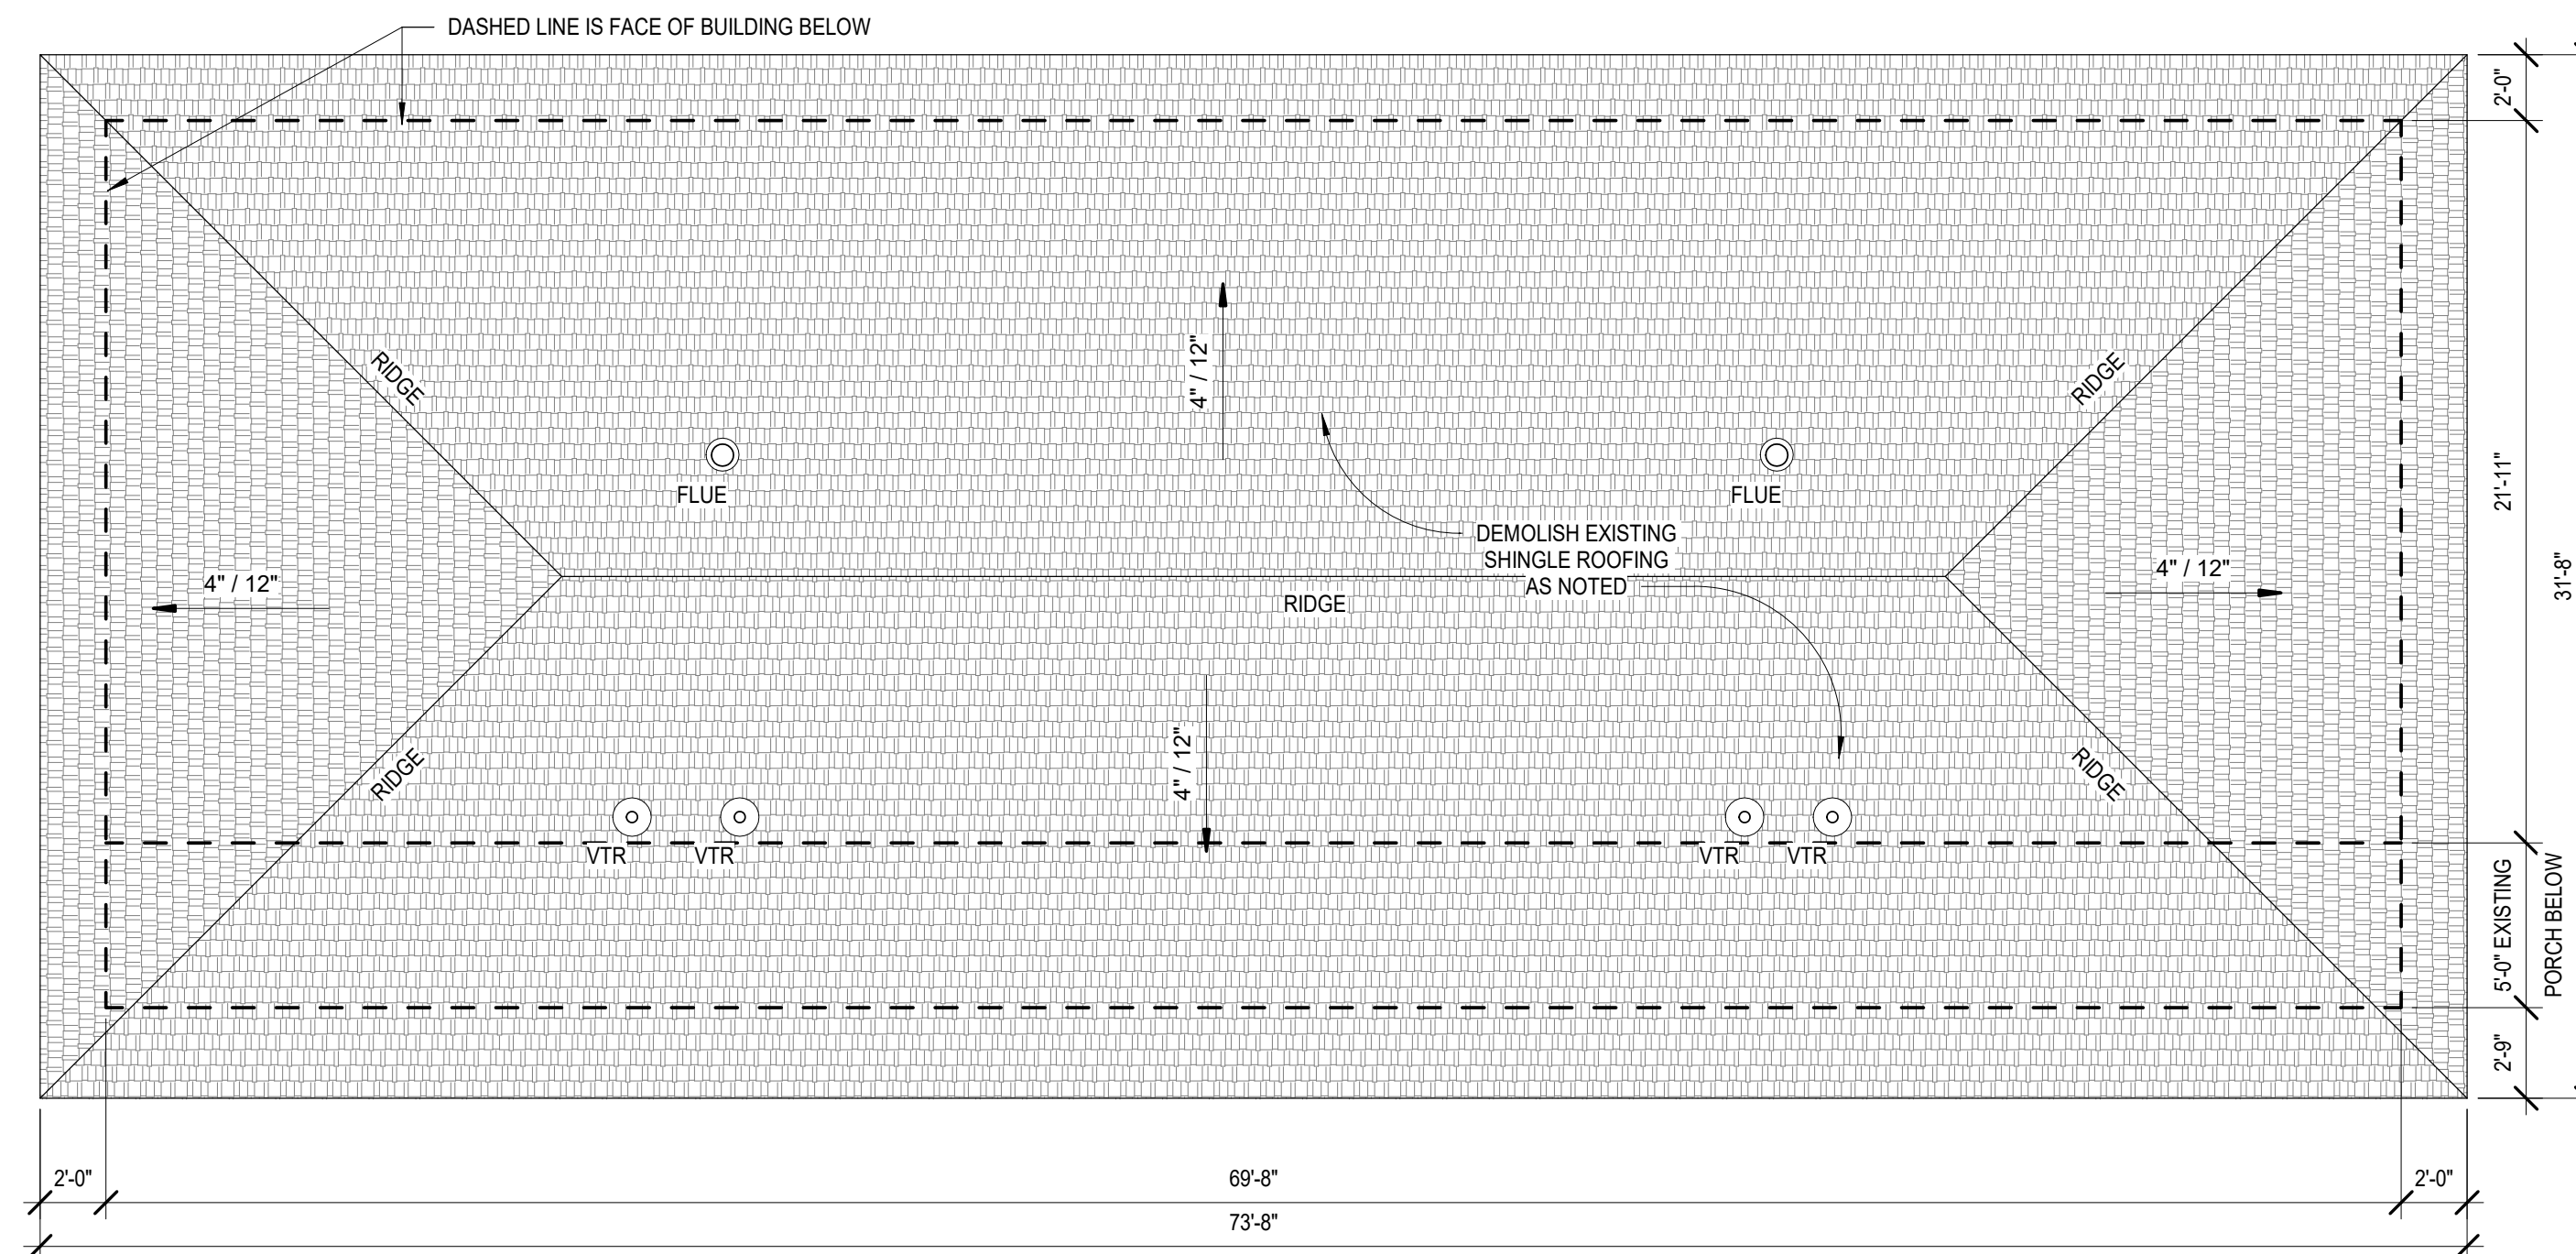 DASHED LINE IS FACE OF BUILDING BELOW
2'-0"
RIDGE
RIDGE
4" / 12"
FLUE
FLUE
21'-11"
DEMOLISH EXISTING
SHINGLE ROOFING
AS NOTED
4" / 12"
4" / 12"
31'-8"
RIDGE
4" / 12"
RIDGE
RIDGE
VTR
VTR
VTR
VTR
5'-0" EXISTING
PORCH BELOW
2'-9"
2'-0"
69'-8"
2'-0"
73'-8"